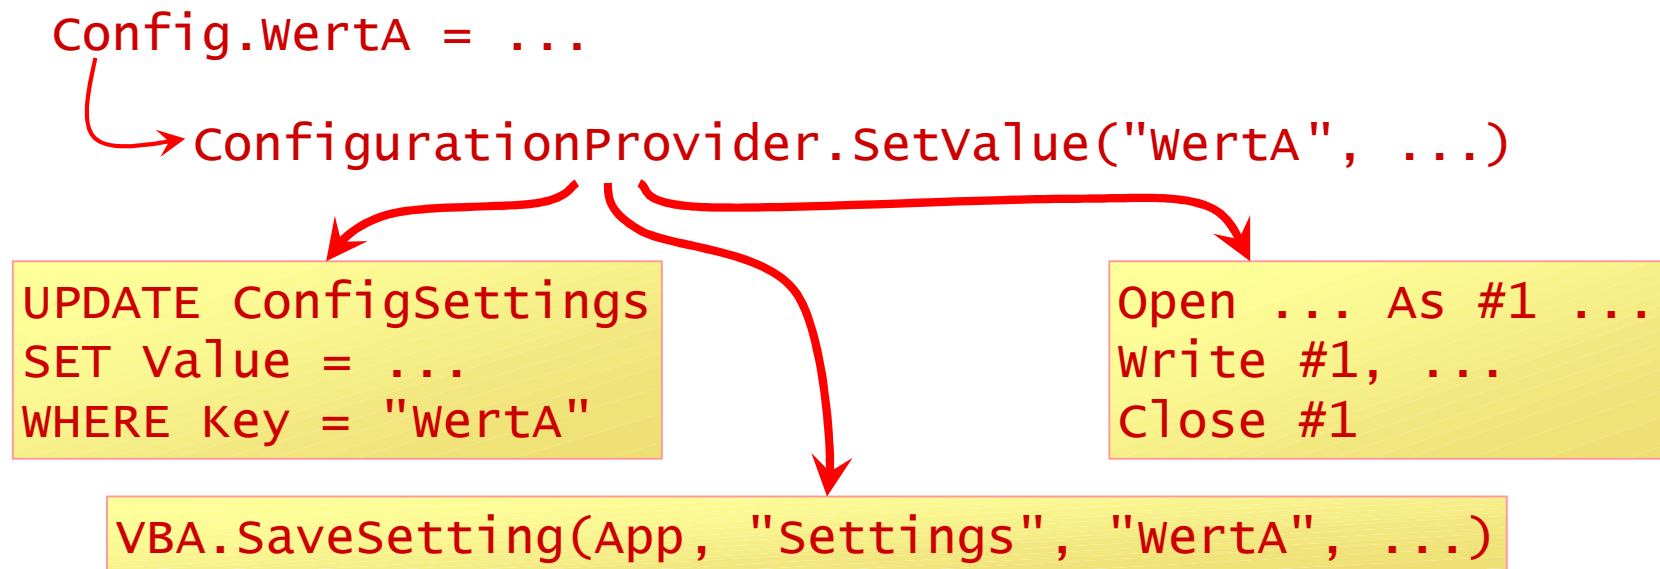 Config.WertA = ...
ConfigurationProvider.SetValue("WertA", ...)
UPDATE ConfigSettings
SET Value = ...
WHERE Key = "WertA"
Open ... As #1 ...
Write #1, ...
Close #1
VBA.SaveSetting(App, "Settings", "WertA", ...)